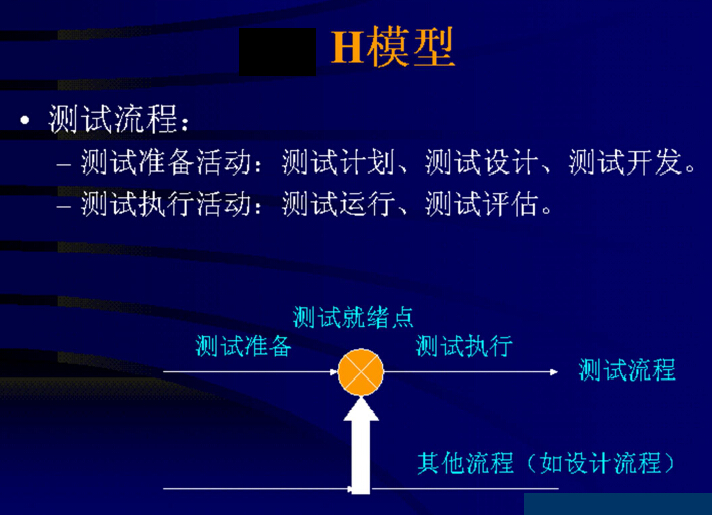 H模型
• 测试流程：
– 测试准备活动：测试计划、测试设计、测试开发。
– 测试执行活动：测试运行、测试评估。
测试就绪点
测试准备
测试执行
测试流程
其他流程（如设计流程）